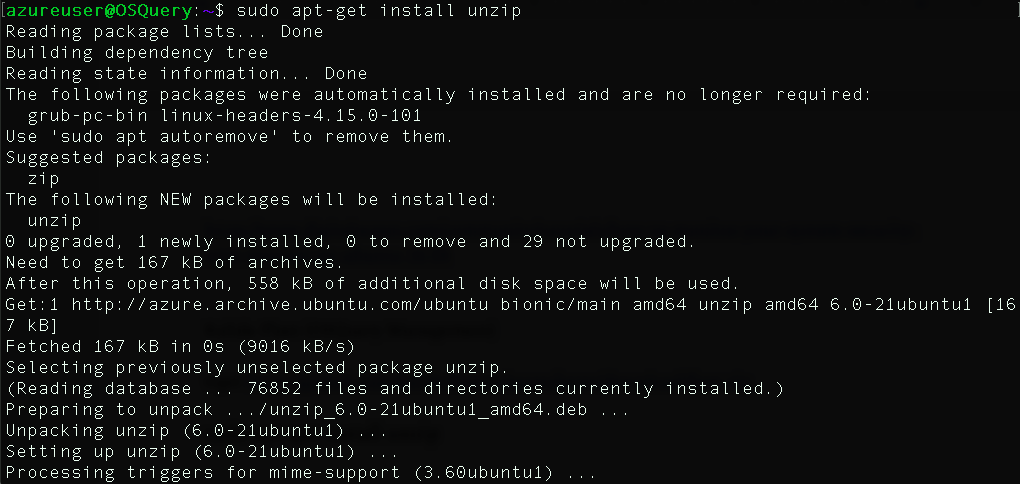 [azureuser@OSQuery:~$ sudo apt-get install unzip
Reading package lists... Done
Building dependency tree
Reading state information... Done
The following packages were automatically installed and are no longer required:
  grub-pc-bin linux-headers-4.15.0-101
Use 'sudo apt autoremove' to remove them.
Suggested packages:
  zip
The following NEW packages will be installed:
  unzip
0 upgraded, 1 newly installed, 0 to remove and 29 not upgraded.
Need to get 167 kB of archives.
After this operation, 558 kB of additional disk space will be used.
Get:1 http://azure.archive.ubuntu.com/ubuntu bionic/main amd64 unzip amd64 6.0-21ubuntu1 [16
7 kB]
Fetched 167 kB in 0s (9016 kB/s)
Selecting previously unselected package unzip.
(Reading database ... 76852 files and directories currently installed.)
Preparing to unpack .../unzip_6.0-21ubuntu1_amd64.deb ...
Unpacking unzip (6.0-21ubuntu1) ...
Setting up unzip (6.0-21ubuntu1) ...
Processing triggers for mime-support (3.60ubuntu1) ...